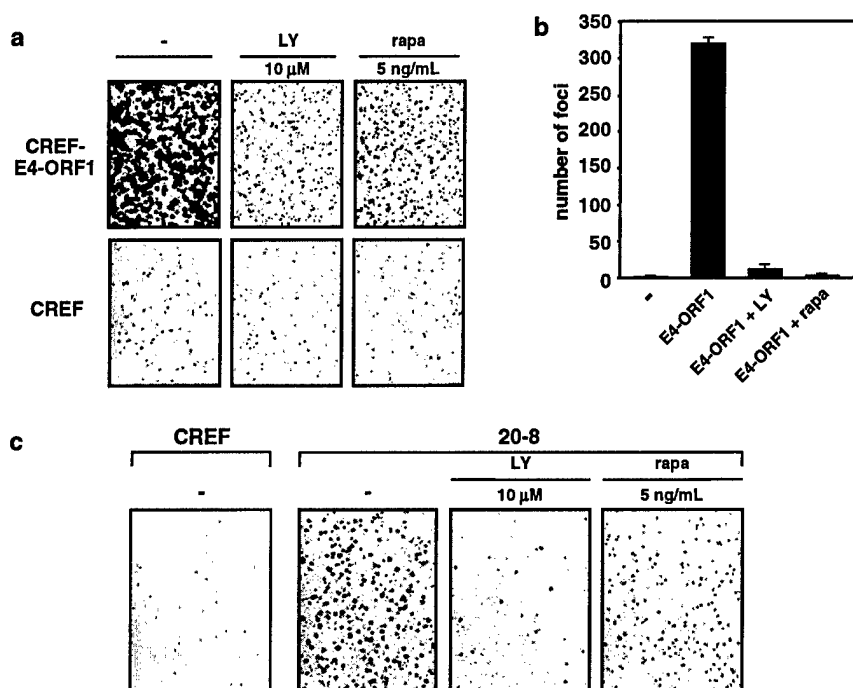 a
- LY rapa
10 µM 5 ng/mL
CREF-
E4-ORF1
CREF
b
number of foci
350
300
250
200
150
100
50
0
-
E4-ORF1
E4-ORF1 + LY
E4-ORF1 + rapa
c
CREF 20-8
LY rapa
- - 10 µM 5 ng/mL